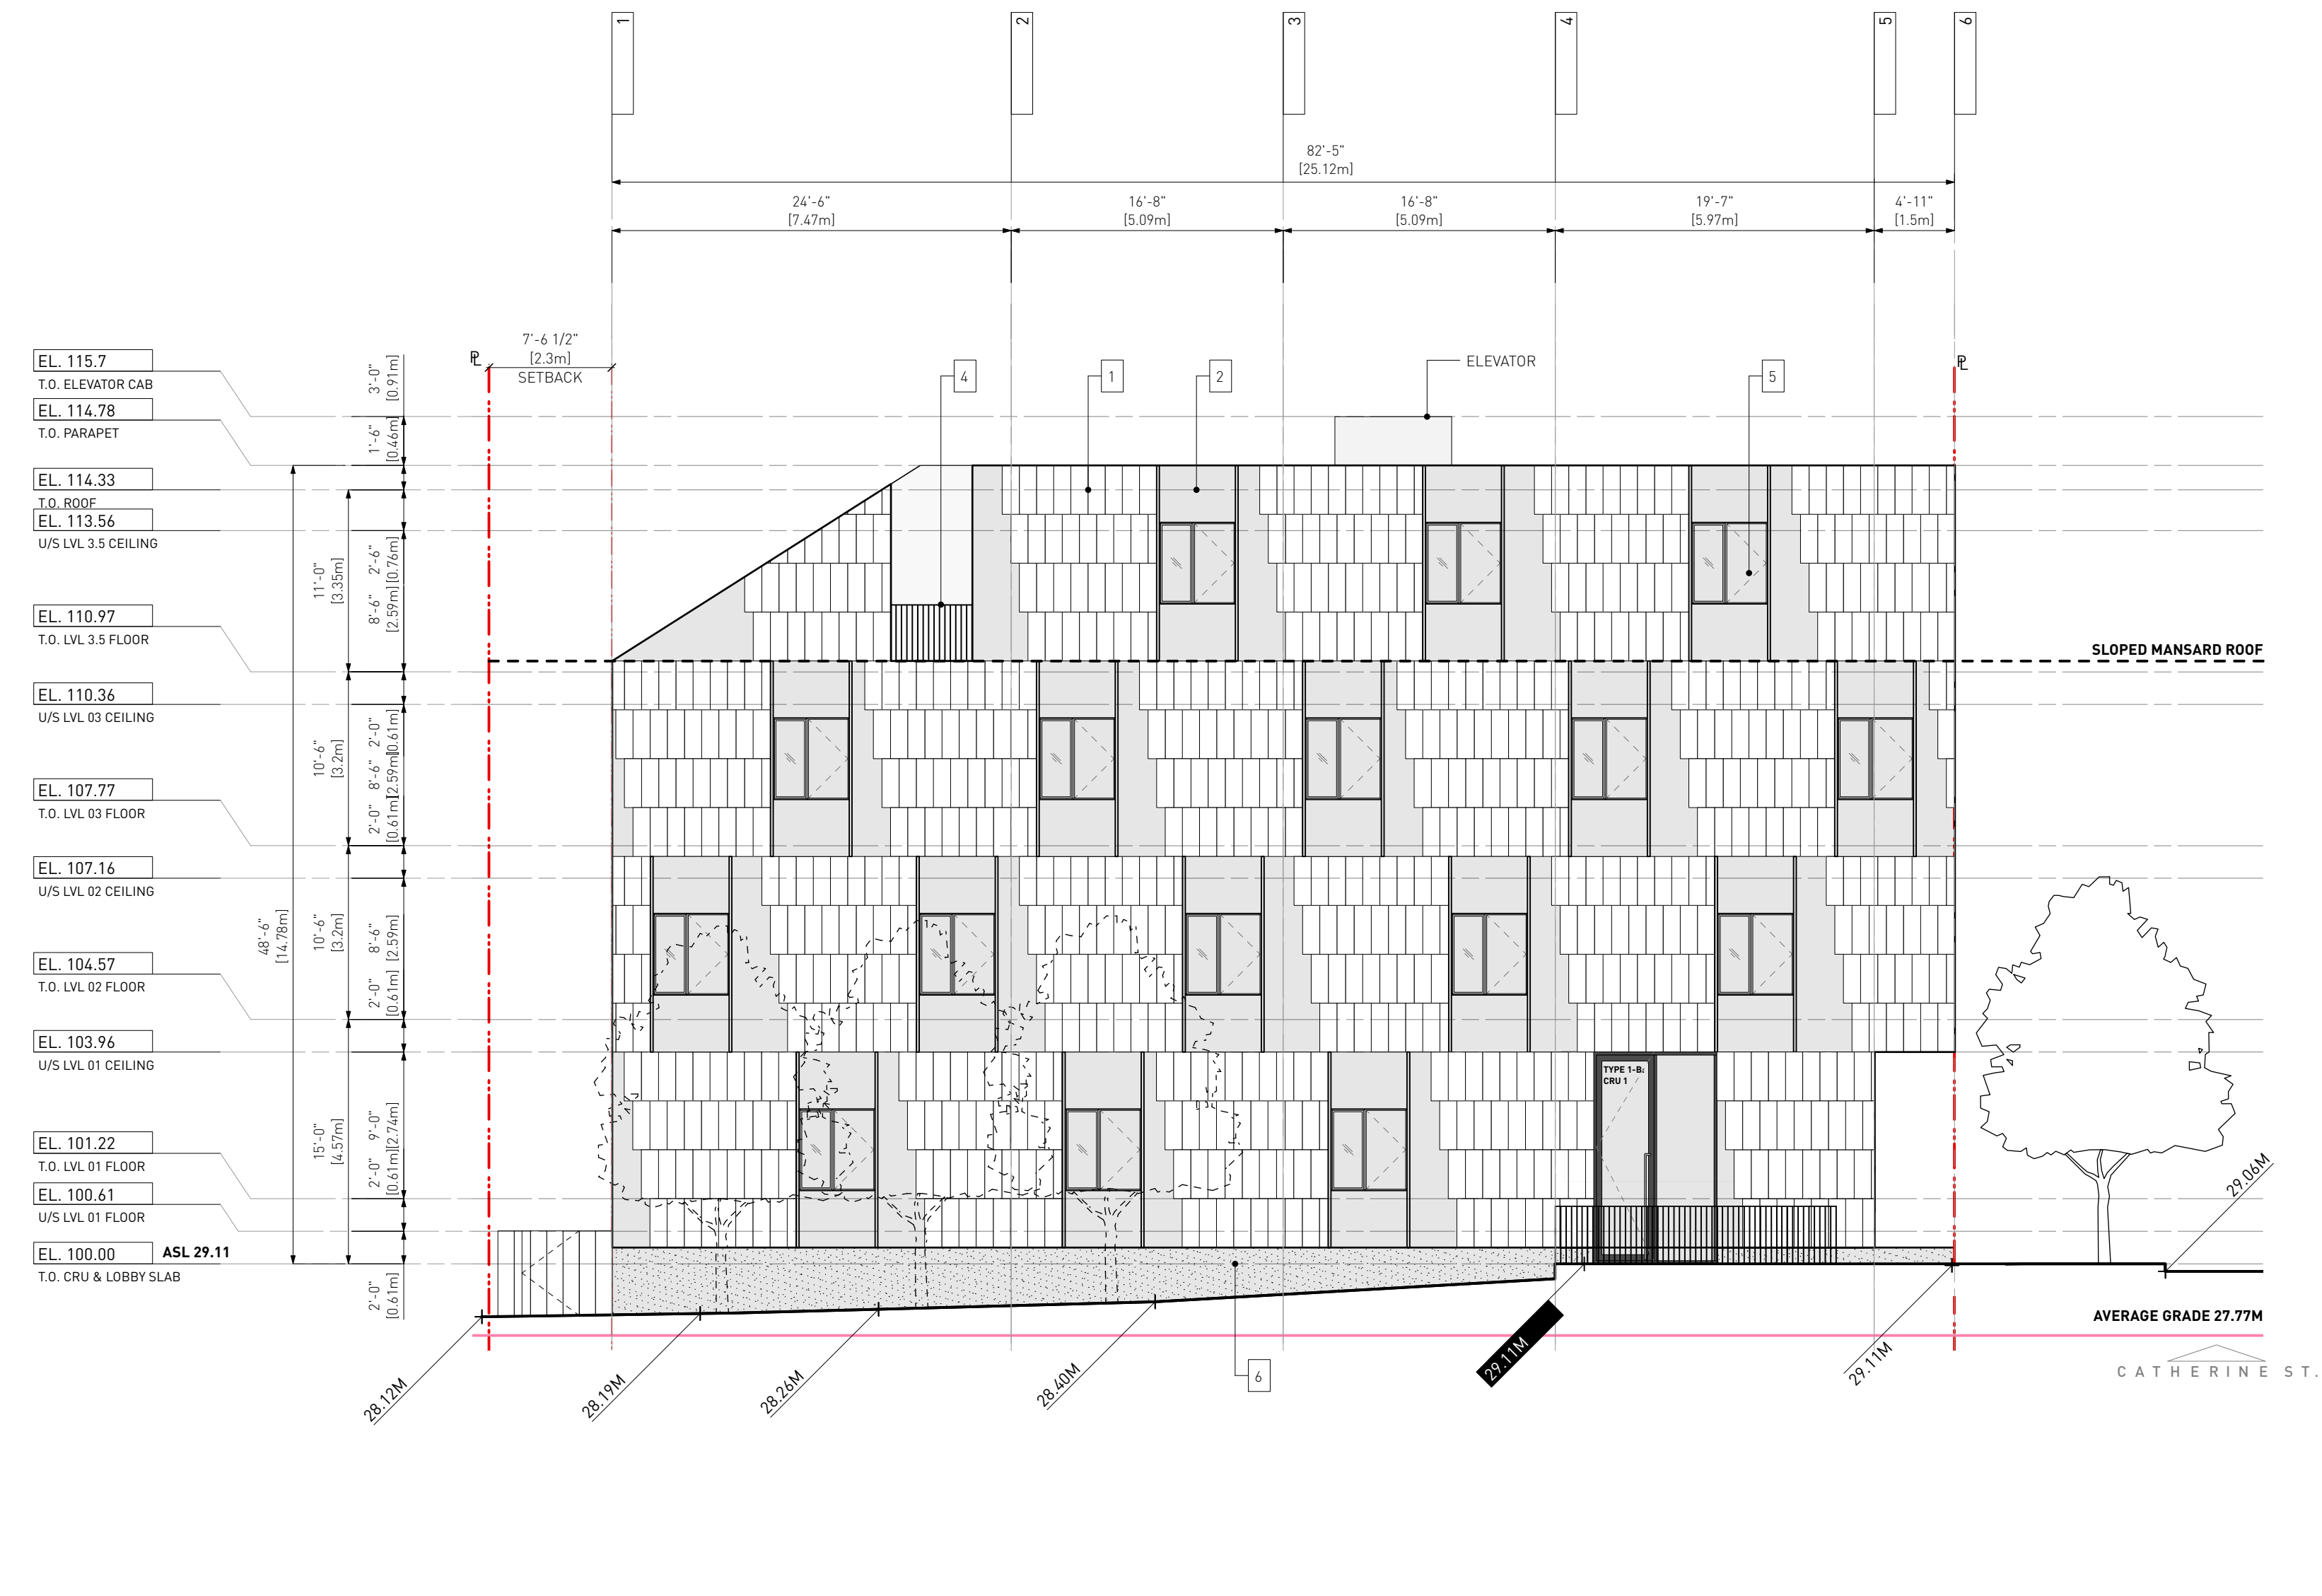 1
2
3
4
5
6
82'-5"
[25.12m]
24'-6"
[7.47m]
16'-8"
[5.09m]
16'-8"
[5.09m]
19'-7"
[5.97m]
4'-11"
[1.5m]
7'-6 1/2"
[2.3m]
SETBACK
PL
PL
4
1
2
ELEVATOR
5
EL. 115.7
T.O. ELEVATOR CAB
EL. 114.78
T.O. PARAPET
EL. 114.33
T.O. ROOF
EL. 113.56
U/S LVL 3.5 CEILING
EL. 110.97
T.O. LVL 3.5 FLOOR
EL. 110.36
U/S LVL 03 CEILING
EL. 107.77
T.O. LVL 03 FLOOR
EL. 107.16
U/S LVL 02 CEILING
EL. 104.57
T.O. LVL 02 FLOOR
EL. 103.96
U/S LVL 01 CEILING
EL. 101.22
T.O. LVL 01 FLOOR
EL. 100.61
U/S LVL 01 FLOOR
EL. 100.00
ASL 29.11
T.O. CRU & LOBBY SLAB
48'-6"
[14.78m]
11'-0"
[3.35m]
10'-6"
[3.2m]
10'-6"
[3.2m]
15'-0"
[4.57m]
3'-0"
[0.91m]
1'-6"
[0.46m]
2'-6"
[0.76m]
8'-6"
[2.59m]
2'-0"
[0.61m]
8'-6"
[2.59m]
2'-0"
[0.61m]
8'-6"
[2.59m]
2'-0"
[0.61m]
9'-0"
[2.74m]
2'-0"
[0.61m]
2'-0"
[0.61m]
SLOPED MANSARD ROOF
TYPE 1-B:
CRU 1
28.12M
28.19M
28.26M
28.40M
6
29.11M
29.11M
29.06M
AVERAGE GRADE 27.77M
CATHERINE ST.